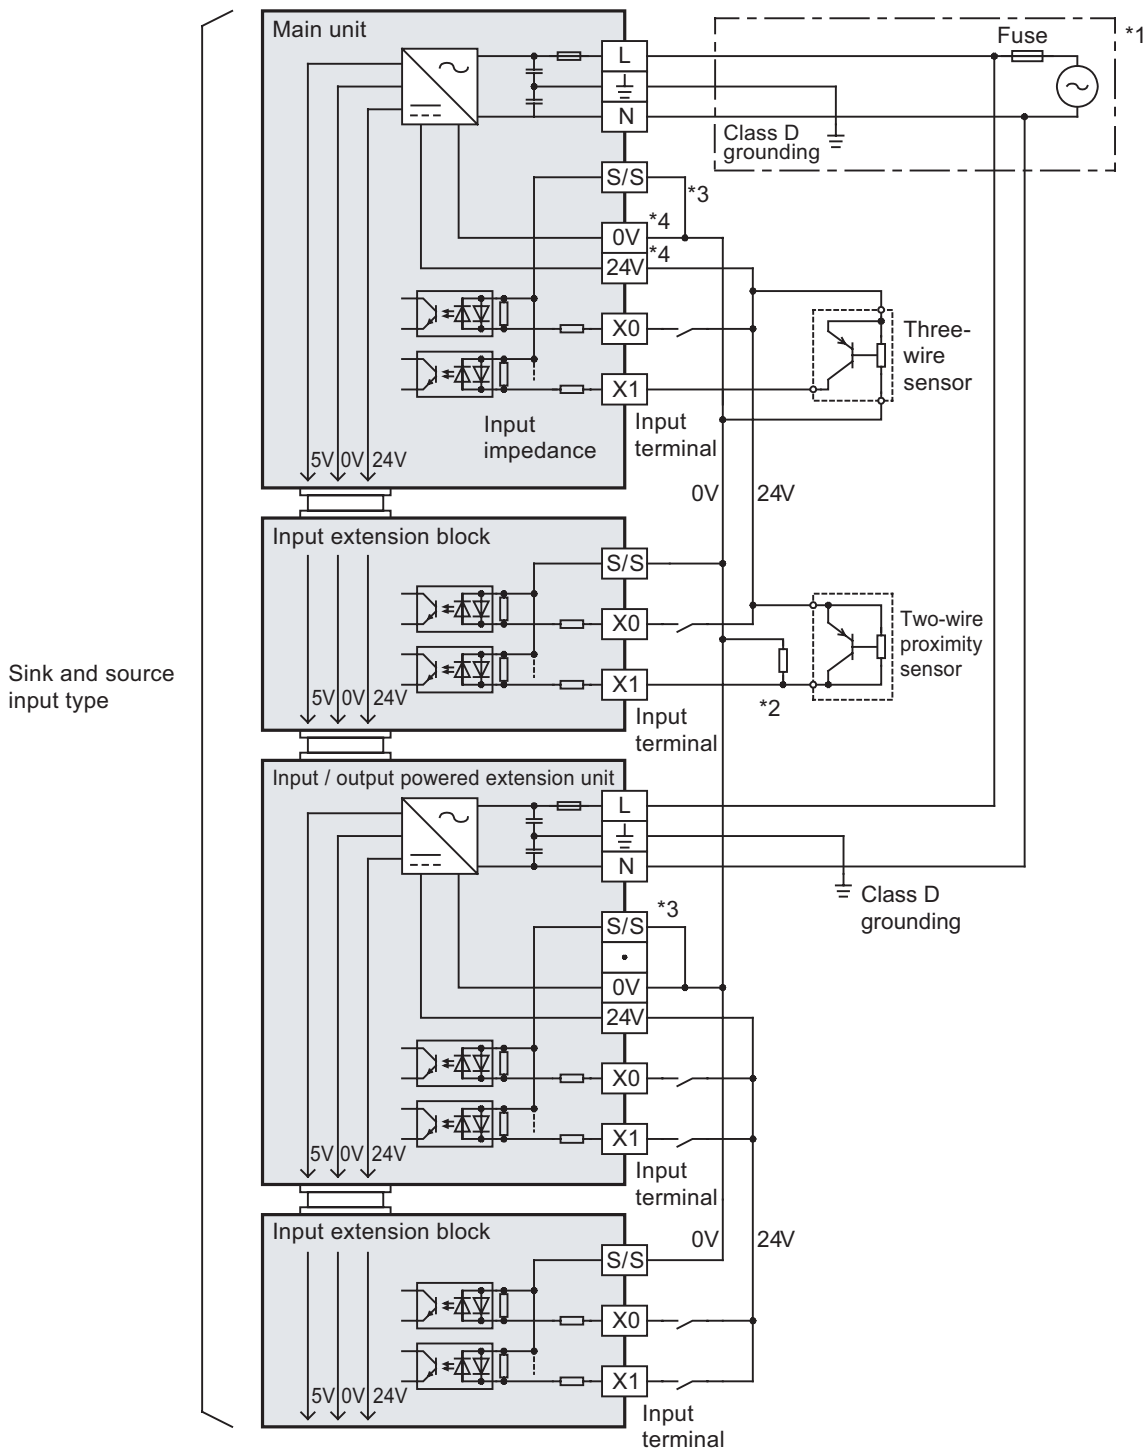 Main unit
L
N
Fuse
*1
Class D
grounding
S/S
*3
0V
*4
24V
*4
X0
X1
Three-
wire
sensor
Input
impedance
Input
terminal
5V 0V 24V
0V 24V
Input extension block
S/S
X0
X1
Two-wire
proximity
sensor
*2
Input
terminal
5V 0V 24V
Sink and source
input type
Input / output powered extension unit
L
N
Class D
grounding
S/S
*3
•
0V
24V
X0
X1
Input
terminal
5V 0V 24V
0V 24V
Input extension block
S/S
X0
X1
Input
terminal
5V 0V 24V